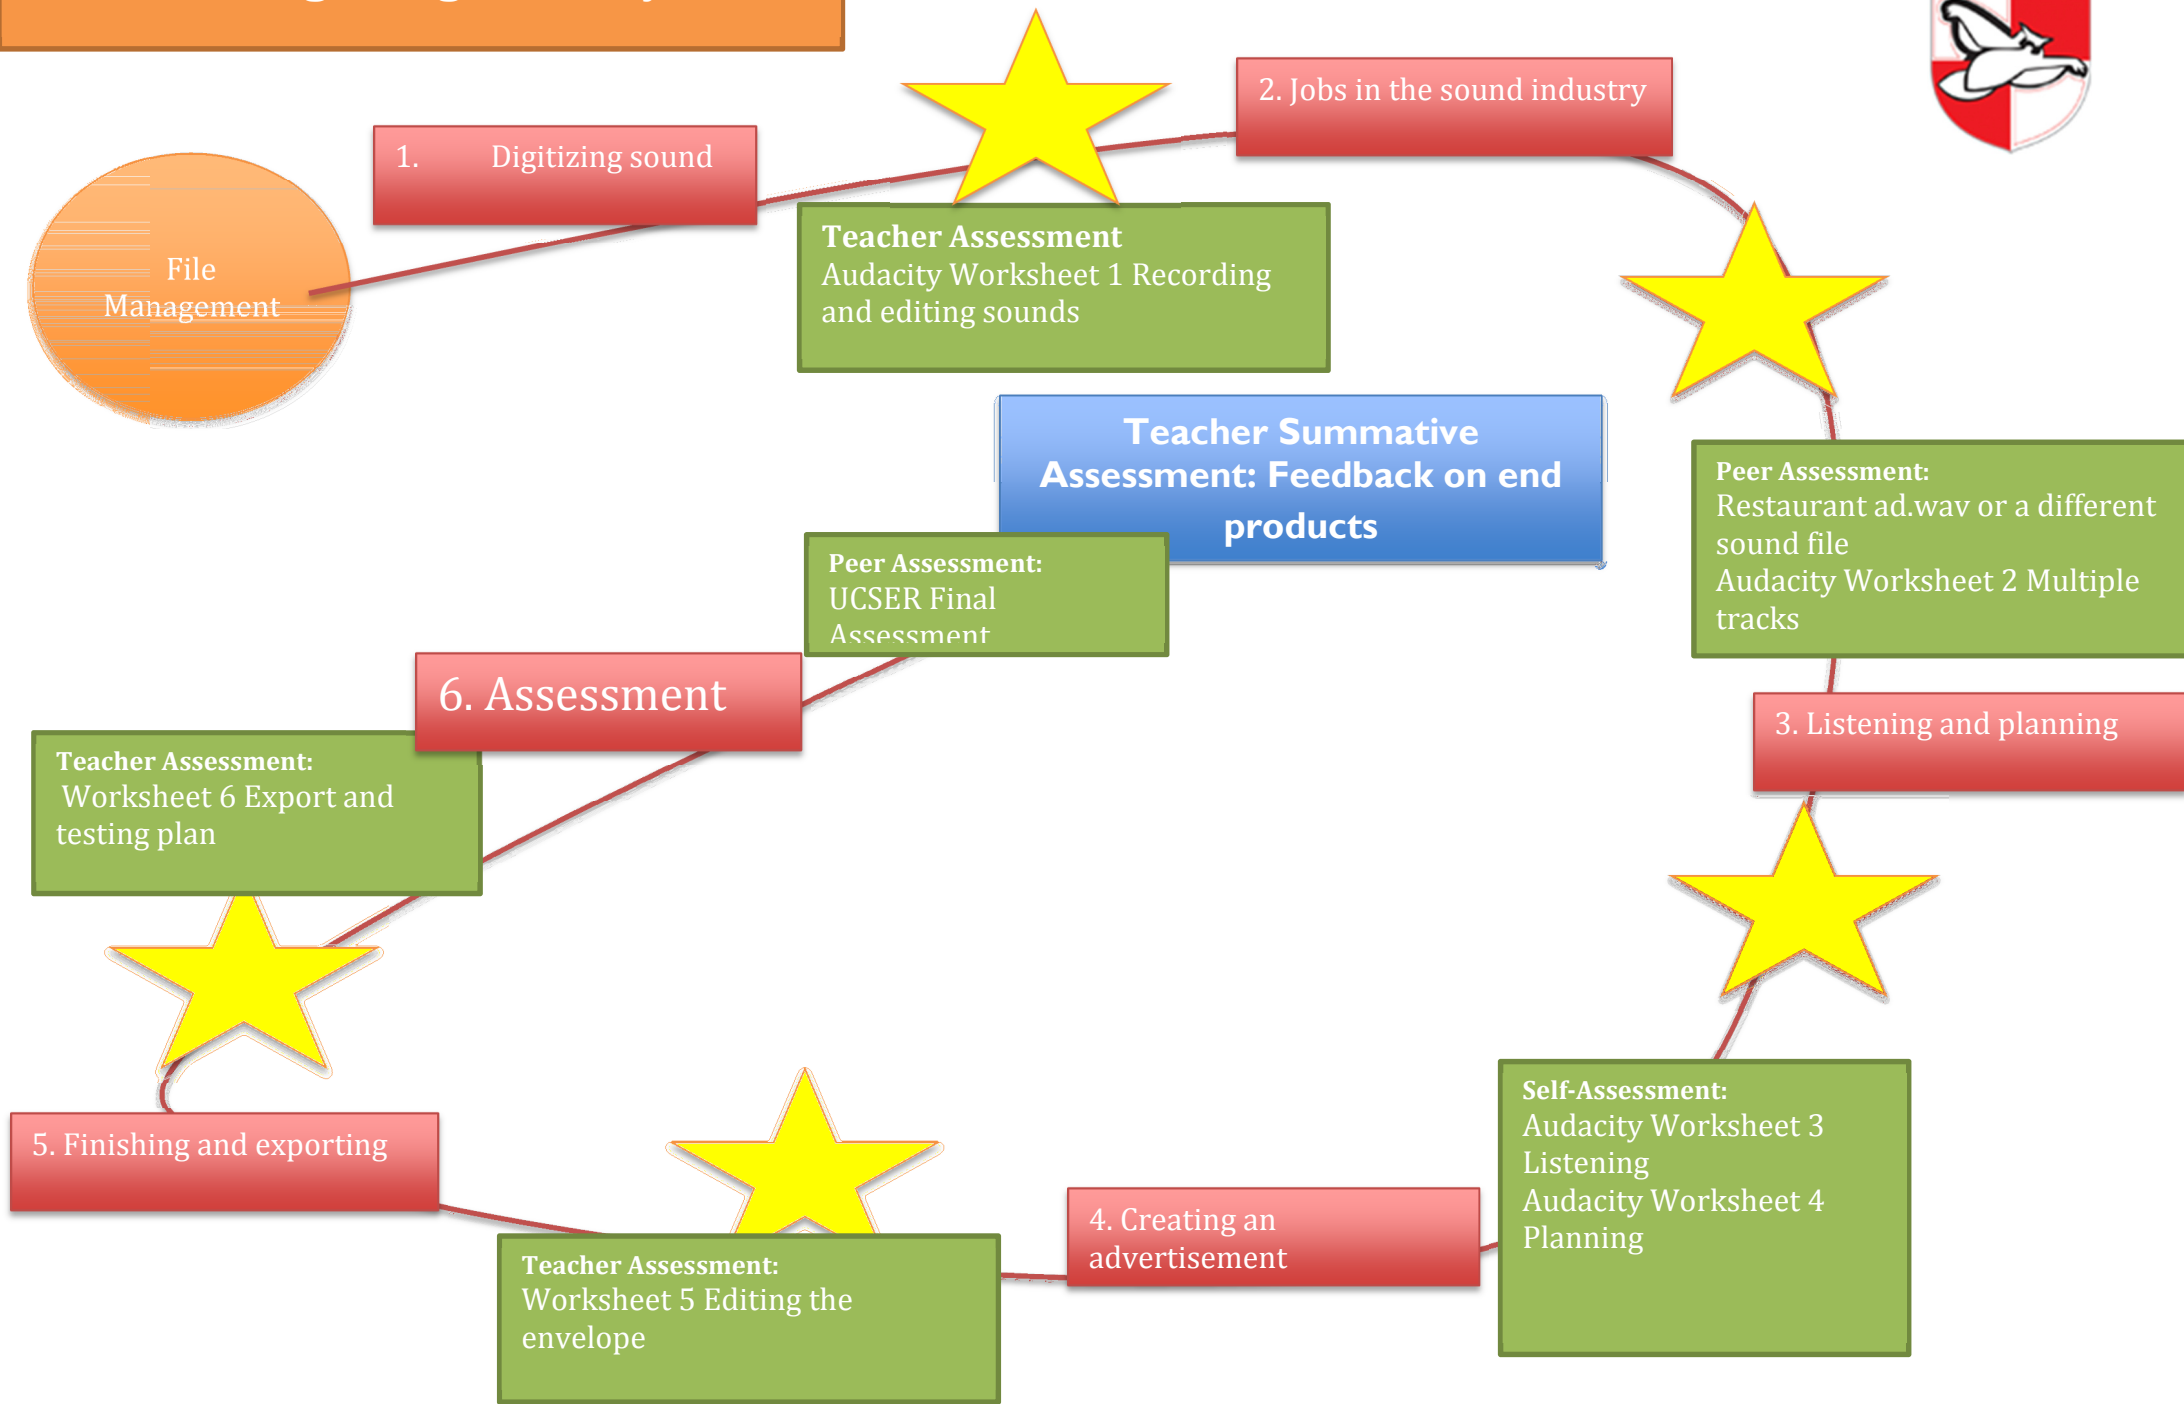 File
Management
1. Digitizing sound
2. Jobs in the sound industry
Teacher Assessment
Audacity Worksheet 1 Recording
and editing sounds
Teacher Summative
Assessment: Feedback on end
products
Peer Assessment:
Restaurant ad.wav or a different
sound file
Audacity Worksheet 2 Multiple
tracks
3. Listening and planning
Self-Assessment:
Audacity Worksheet 3
Listening
Audacity Worksheet 4
Planning
4. Creating an
advertisement
Teacher Assessment:
Worksheet 5 Editing the
envelope
5. Finishing and exporting
Teacher Assessment:
Worksheet 6 Export and
testing plan
6. Assessment
Peer Assessment:
UCSER Final
Assessment